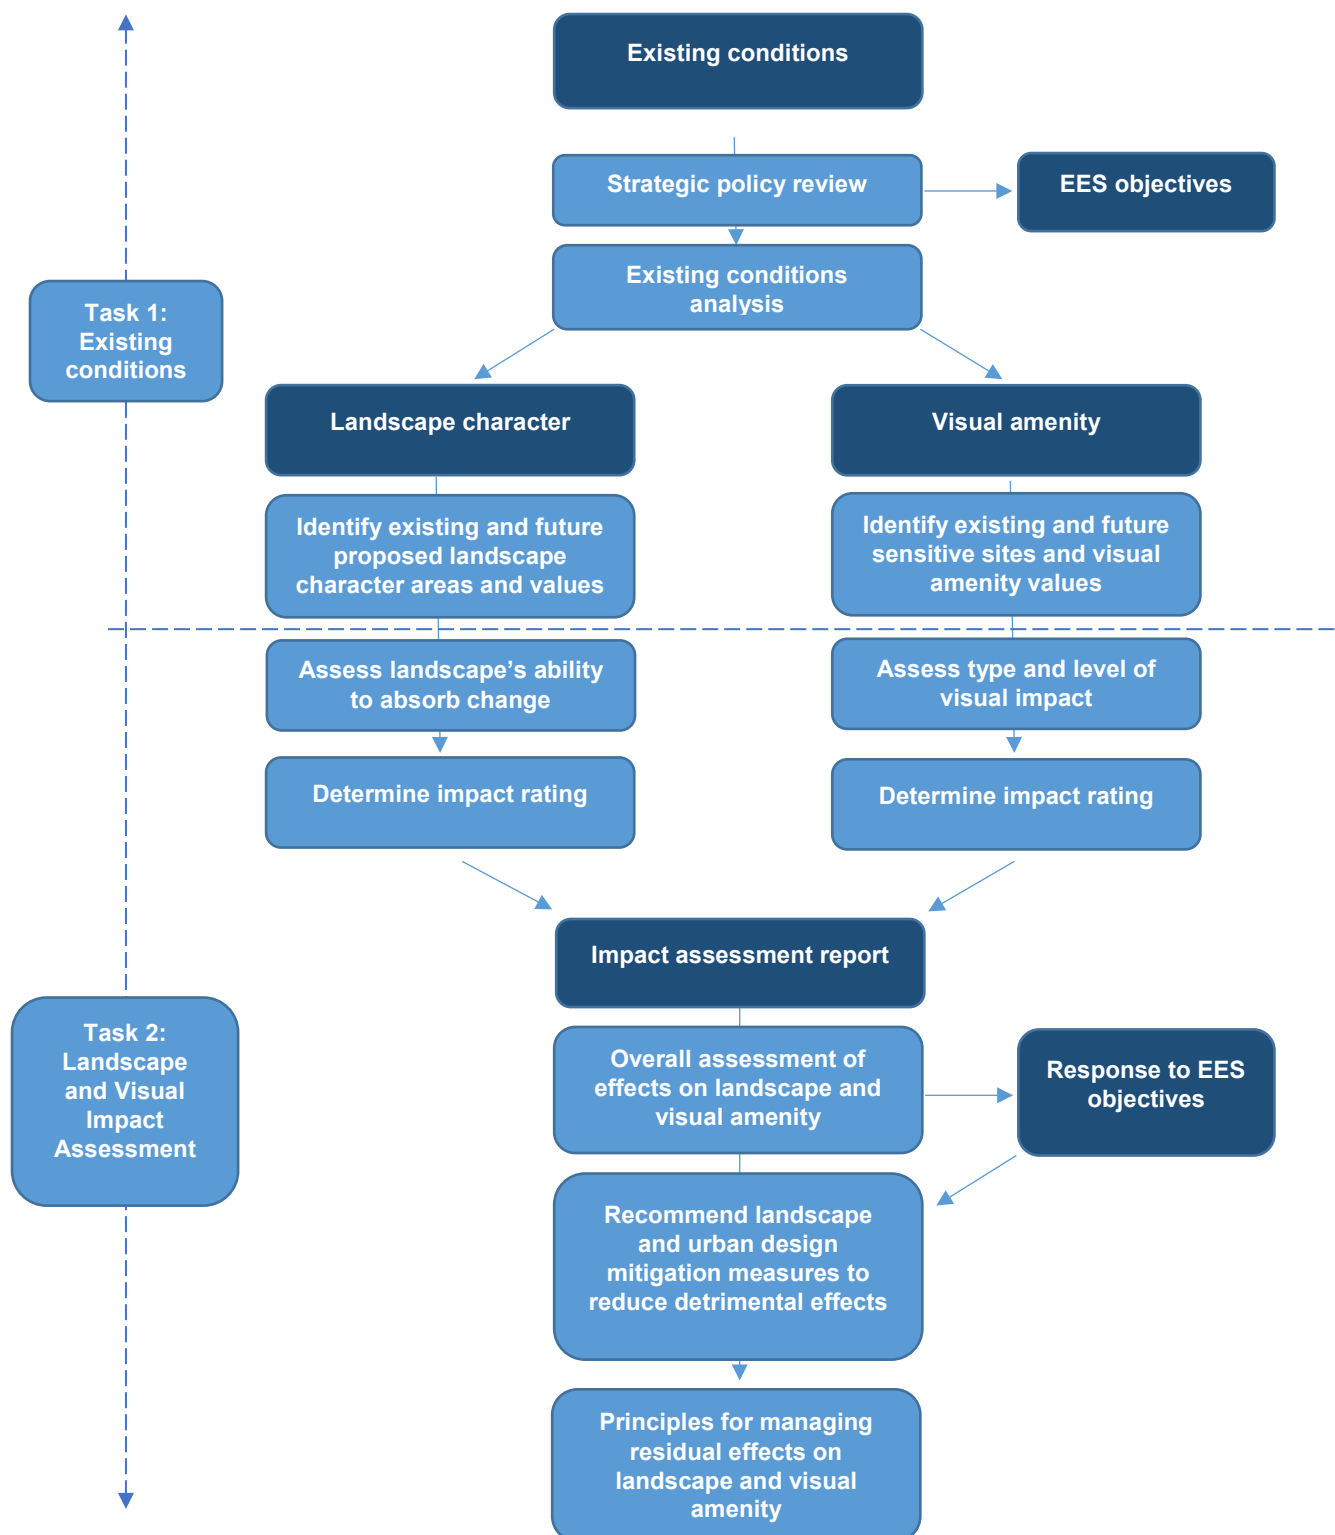 Existing conditions
Strategic policy review
EES objectives
Existing conditions
analysis
Task 1:
Existing
conditions
Landscape character
Visual amenity
Identify existing and future
proposed landscape
character areas and values
Identify existing and future
sensitive sites and visual
amenity values
Assess landscape’s ability
to absorb change
Assess type and level of
visual impact
Determine impact rating
Determine impact rating
Impact assessment report
Task 2:
Landscape
and Visual
Impact
Assessment
Overall assessment of
effects on landscape and
visual amenity
Response to EES
objectives
Recommend landscape
and urban design
mitigation measures to
reduce detrimental effects
Principles for managing
residual effects on
landscape and visual
amenity